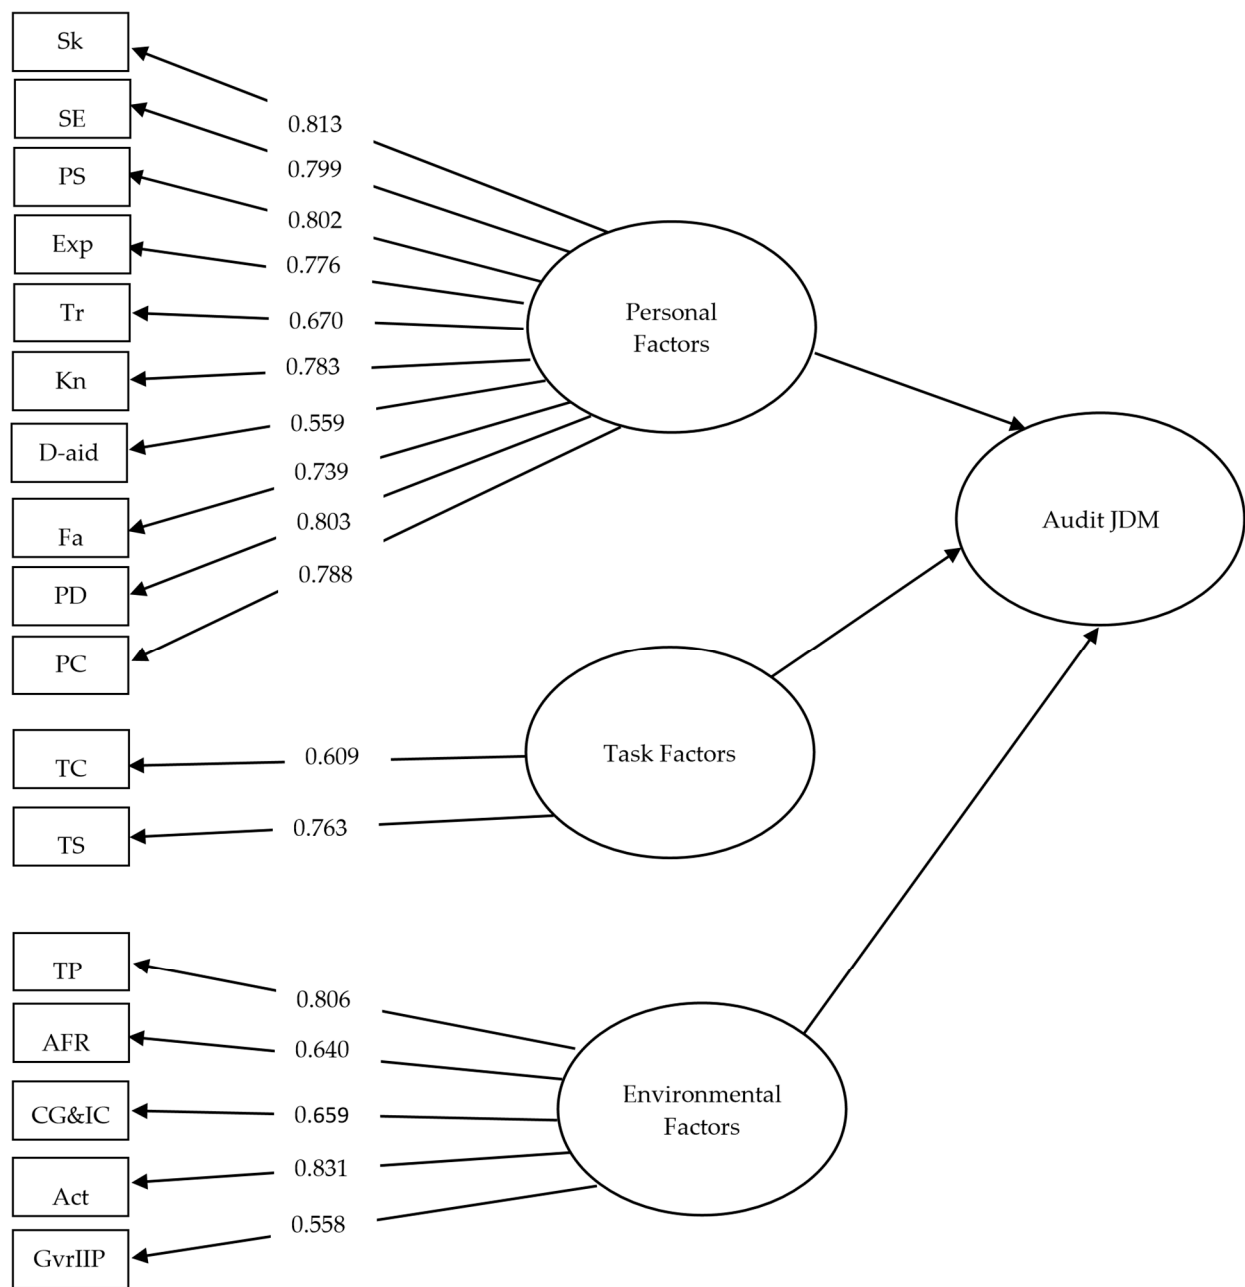 Sk
0.813
SE
0.799
PS
0.802
Exp
0.776
Tr
0.670
Kn
0.783
D-aid
0.559
Fa
0.739
PD
0.803
PC
0.788
Personal
Factors
Audit JDM
TC
0.609
TS
0.763
Task Factors
TP
0.806
AFR
0.640
CG&IC
0.659
Act
0.831
GvrIIP
0.558
Environmental
Factors